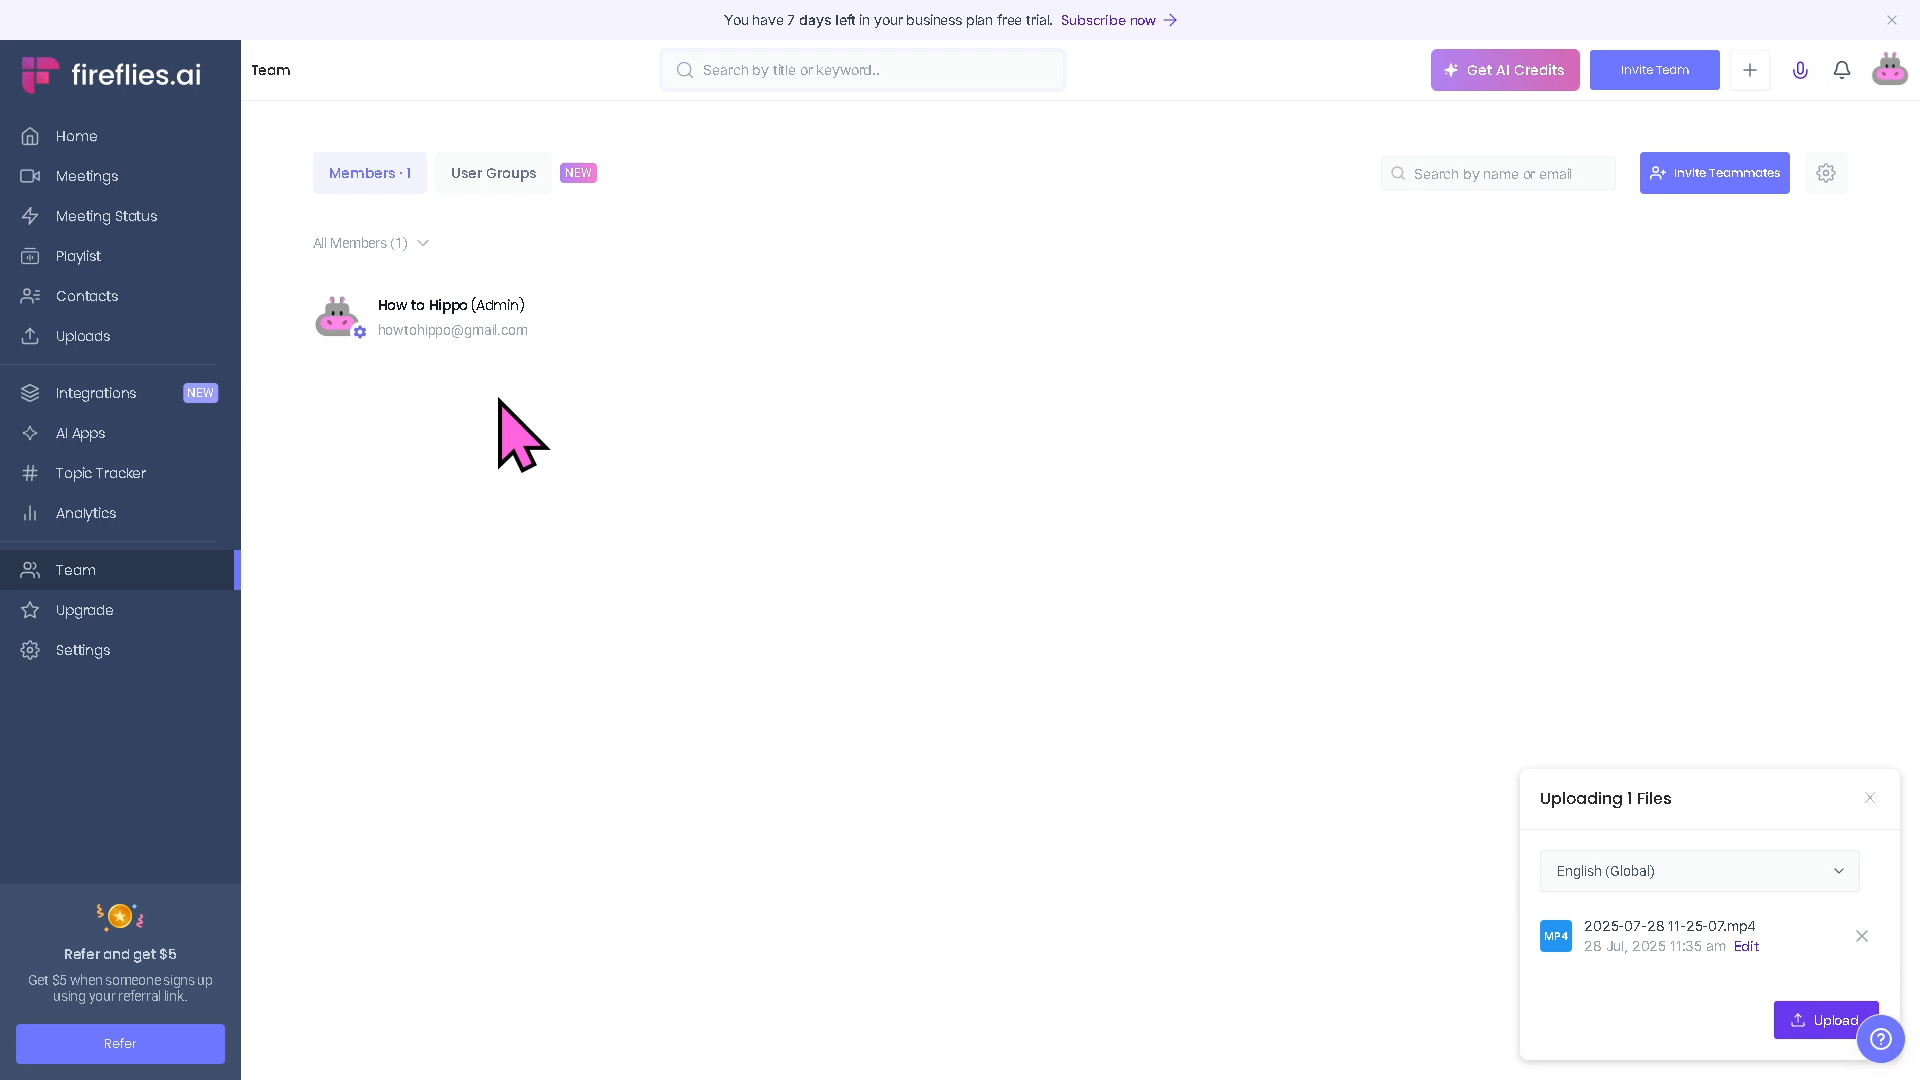 You have 7 days left in your business plan free trial. Subscribe now
fireflies.ai
Team
Search by title or keyword..
Get AI Credits
Invite Team
Home
Meetings
Meeting Status
Playlist
Contacts
Uploads
Integrations NEW
AI Apps
Topic Tracker
Analytics
Team
Upgrade
Settings
Refer and get $5
Get $5 when someone signs up
using your referral link.
Refer
Members · 1
User Groups
NEW
Search by name or email
Invite Teammates
All Members (1)
How to Hippo (Admin)
howtohippo@gmail.com
Uploading 1 Files
English (Global)
MP4
2025-07-28 11-25-07.mp4
28 Jul, 2025 11:35 am Edit
Upload